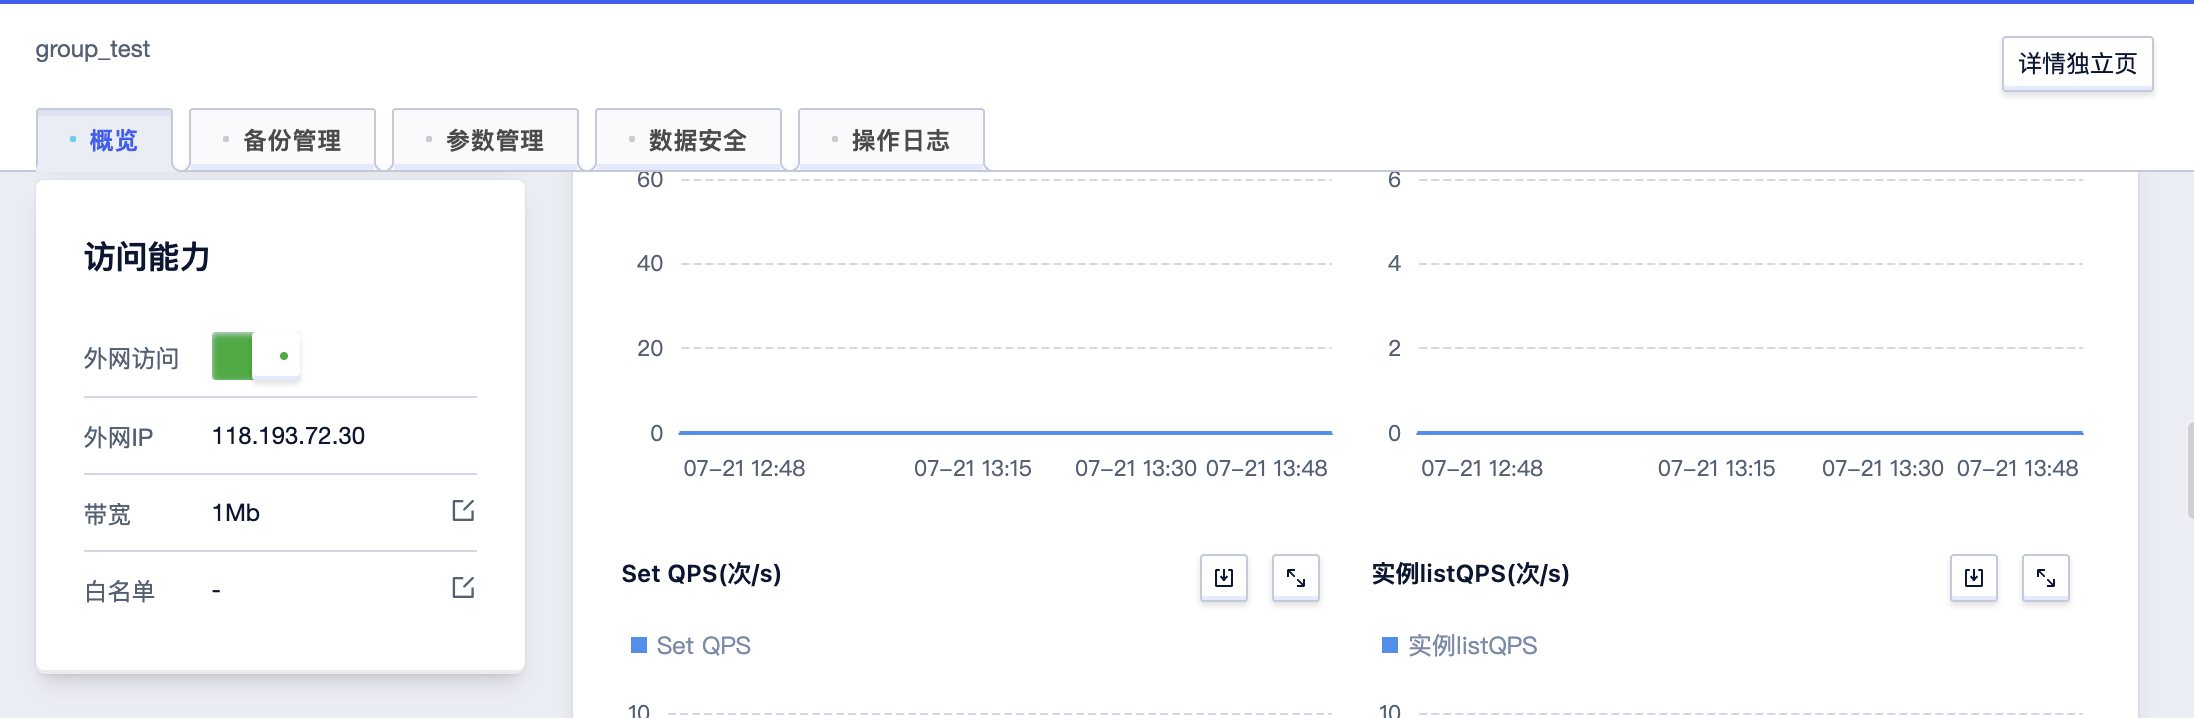 group_test
详情独立页
概览 备份管理 参数管理 数据安全 操作日志
访问能力
外网访问
外网IP 118.193.72.30
带宽 1Mb
白名单 -
60
40
20
0
07-21 12:48 07-21 13:15 07-21 13:30 07-21 13:48
6
4
2
0
07-21 12:48 07-21 13:15 07-21 13:30 07-21 13:48
Set QPS(次/s)
Set QPS
10
实例listQPS(次/s)
实例listQPS
10